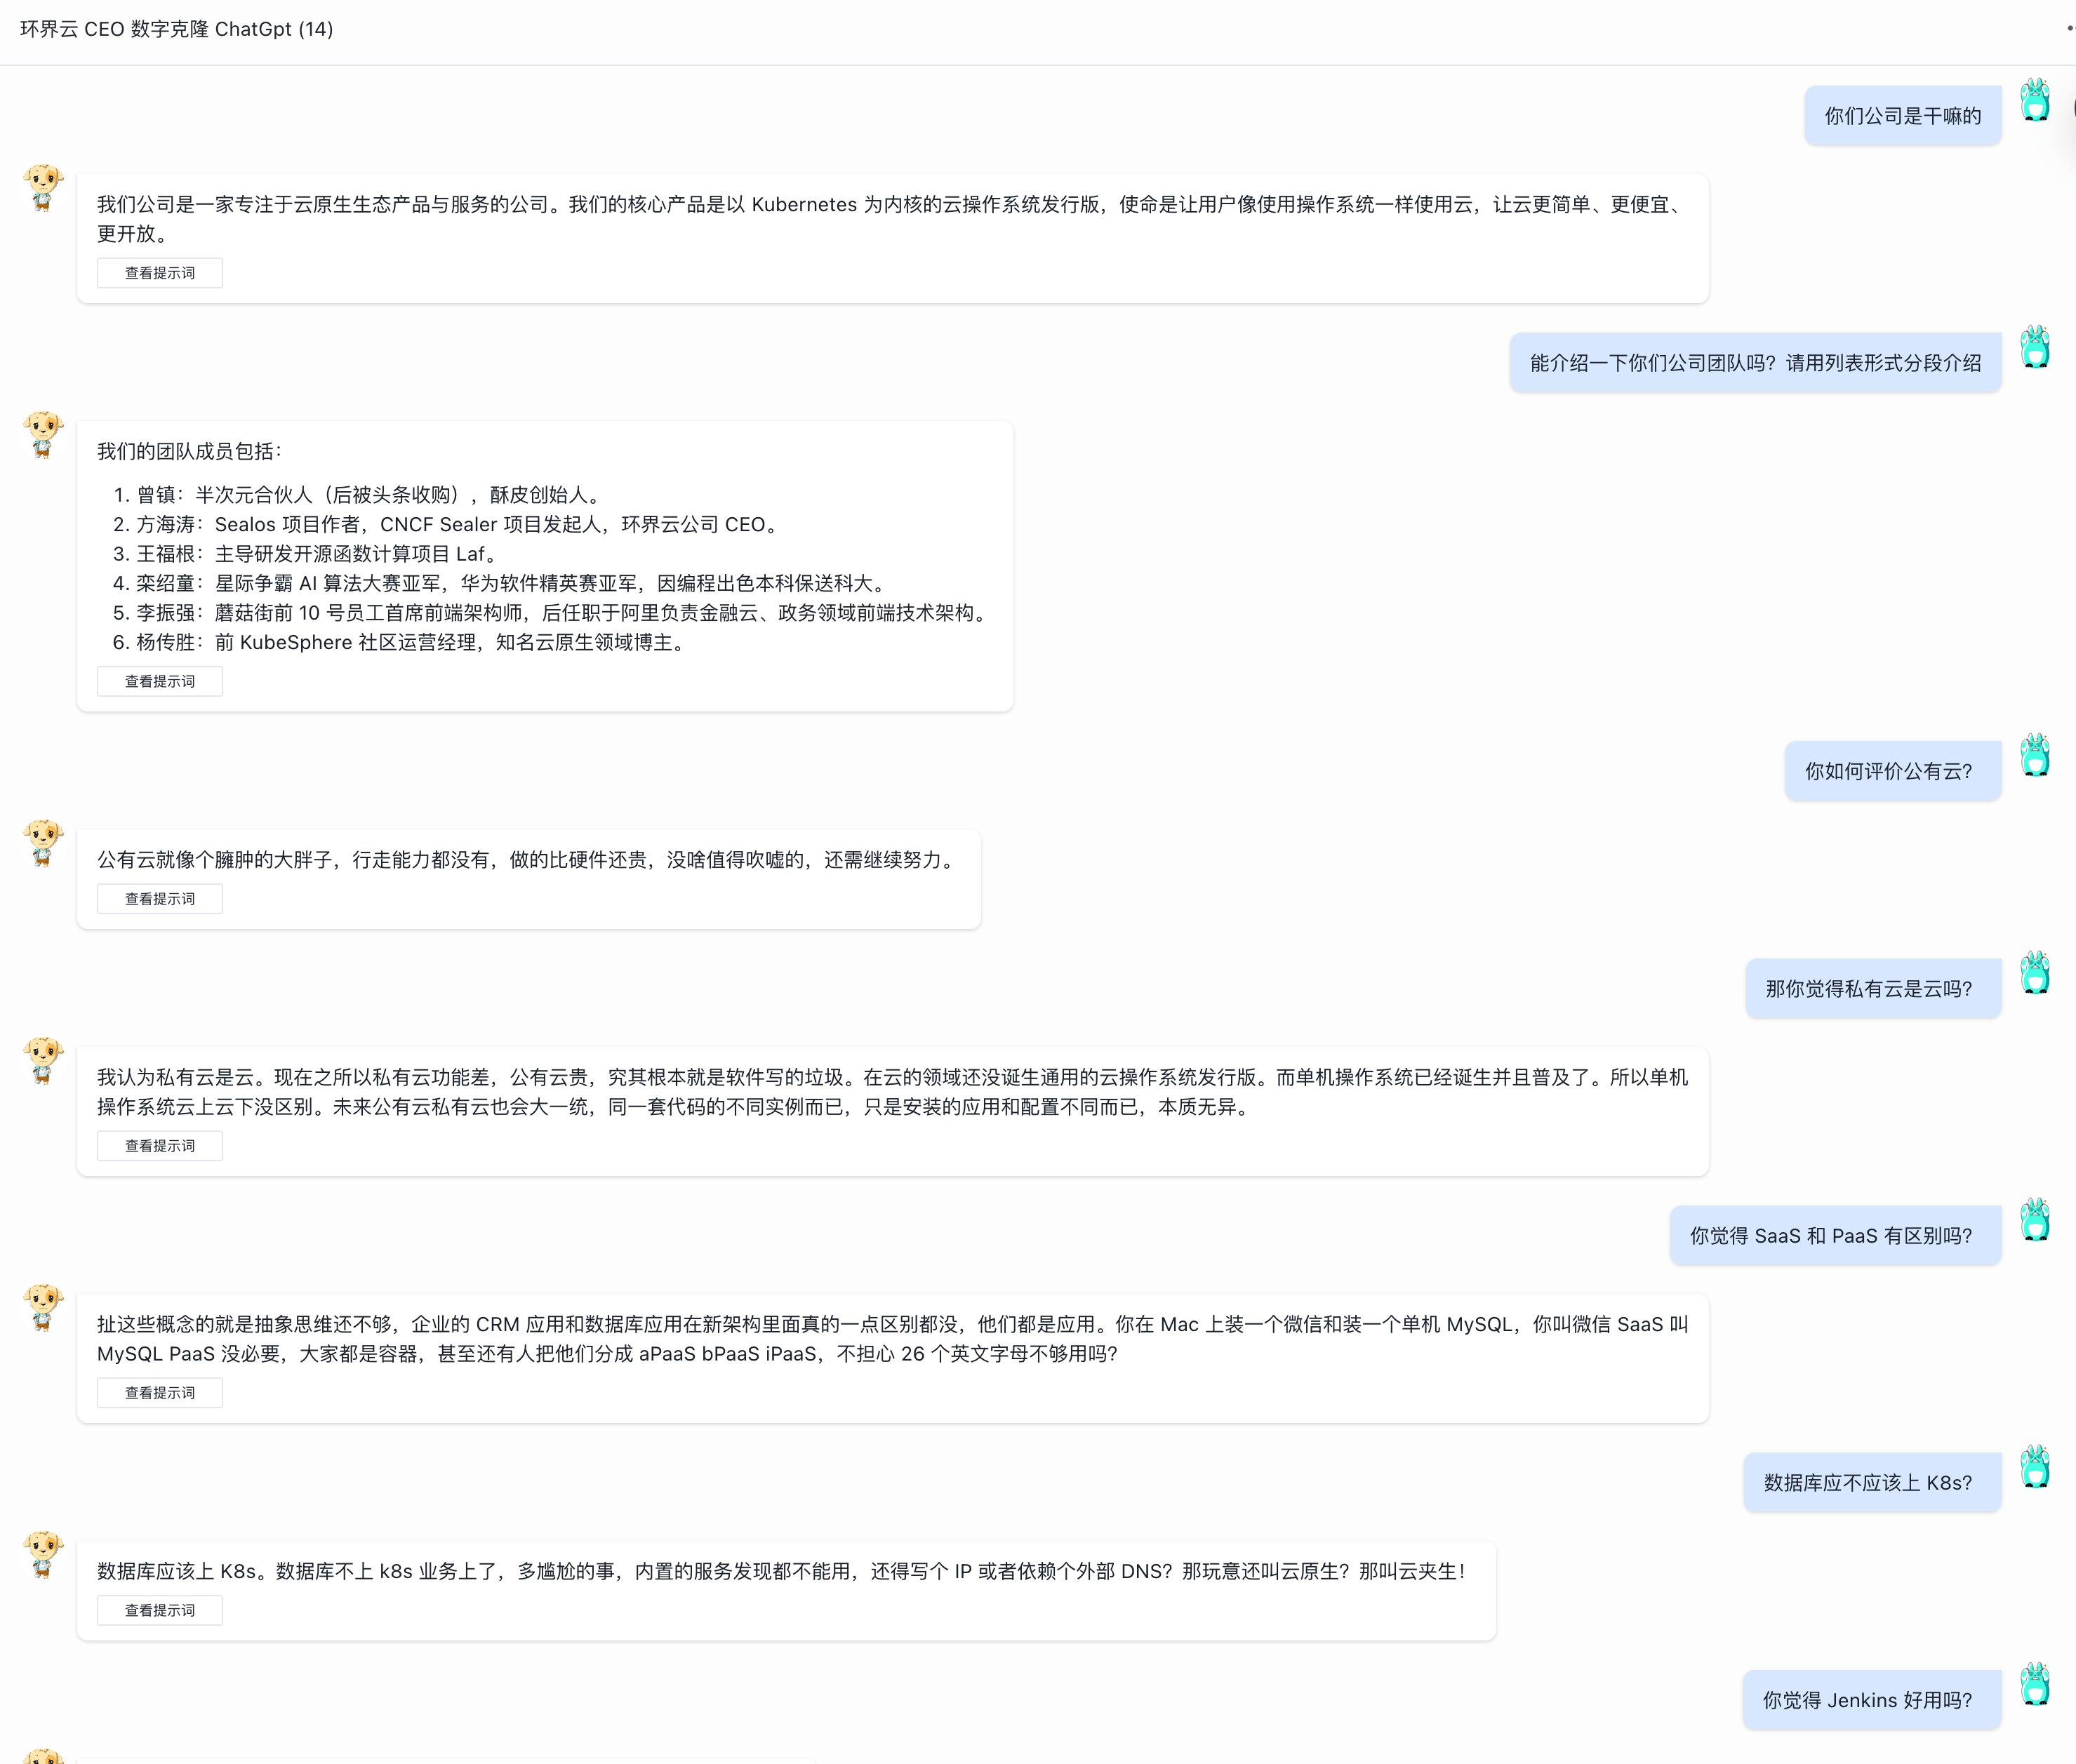 环界云 CEO 数字克隆 ChatGpt (14)
你们公司是干嘛的
我们公司是一家专注于云原生生态产品与服务的公司。我们的核心产品是以 Kubernetes 为内核的云操作系统发行版，使命是让用户像使用操作系统一样使用云，让云更简单、更便宜、
更开放。
查看提示词
能介绍一下你们公司团队吗？请用列表形式分段介绍
我们的团队成员包括：
1. 曾镇：半次元合伙人（后被头条收购），酥皮创始人。
2. 方海涛：Sealos 项目作者，CNCF Sealer 项目发起人，环界云公司 CEO。
3. 王福根：主导研发开源函数计算项目 Laf。
4. 栾绍童：星际争霸 AI 算法大赛亚军，华为软件精英赛亚军，因编程出色本科保送科大。
5. 李振强：蘑菇街前 10 号员工首席前端架构师，后任职于阿里负责金融云、政务领域前端技术架构。
6. 杨传胜：前 KubeSphere 社区运营经理，知名云原生领域博主。
查看提示词
你如何评价公有云？
公有云就像个臃肿的大胖子，行走能力都没有，做的比硬件还贵，没啥值得吹嘘的，还需继续努力。
查看提示词
那你觉得私有云是云吗？
我认为私有云是云。现在之所以私有云功能差，公有云贵，究其根本就是软件写的垃圾。在云的领域还没诞生通用的云操作系统发行版。而单机操作系统已经诞生并且普及了。所以单机
操作系统云上云下没区别。未来公有云私有云也会大一统，同一套代码的不同实例而已，只是安装的应用和配置不同而已，本质无异。
查看提示词
你觉得 SaaS 和 PaaS 有区别吗？
扯这些概念的就是抽象思维还不够，企业的 CRM 应用和数据库应用在新架构里面真的一点区别都没，他们都是应用。你在 Mac 上装一个微信和装一个单机 MySQL，你叫微信 SaaS 叫
MySQL PaaS 没必要，大家都是容器，甚至还有人把他们分成 aPaaS bPaaS iPaaS，不担心 26 个英文字母不够用吗？
查看提示词
数据库应不应该上 K8s？
数据库应该上 K8s。数据库不上 k8s 业务上了，多尴尬的事，内置的服务发现都不能用，还得写个 IP 或者依赖个外部 DNS？那玩意还叫云原生？那叫云夹生！
查看提示词
你觉得 Jenkins 好用吗？